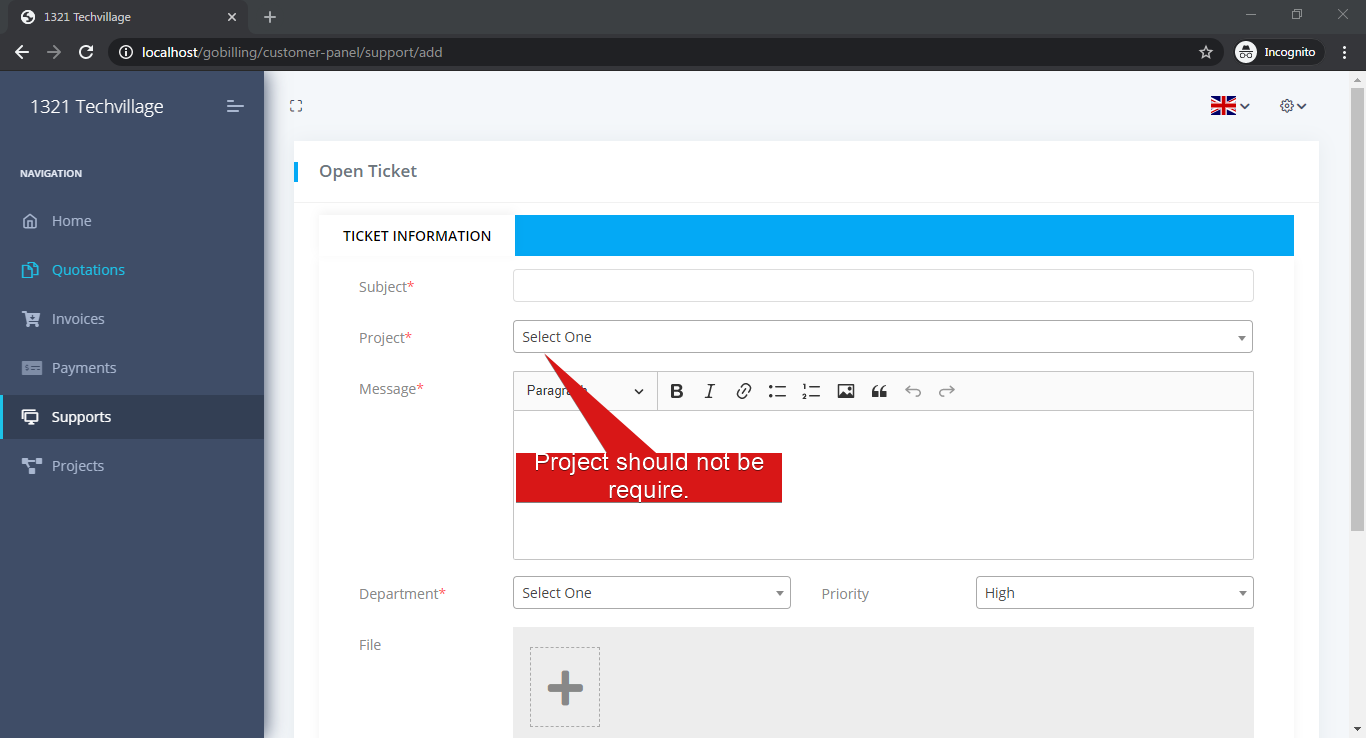 1321 Techvillage
localhost/gobilling/customer-panel/support/add
Incognito
1321 Techvillage
NAVIGATION
Home
Quotations
Invoices
Payments
Supports
Projects
Open Ticket
TICKET INFORMATION
Subject*
Project*
Select One
Message*
Paragraph
Project should not be
require.
Department*
Select One
Priority
High
File